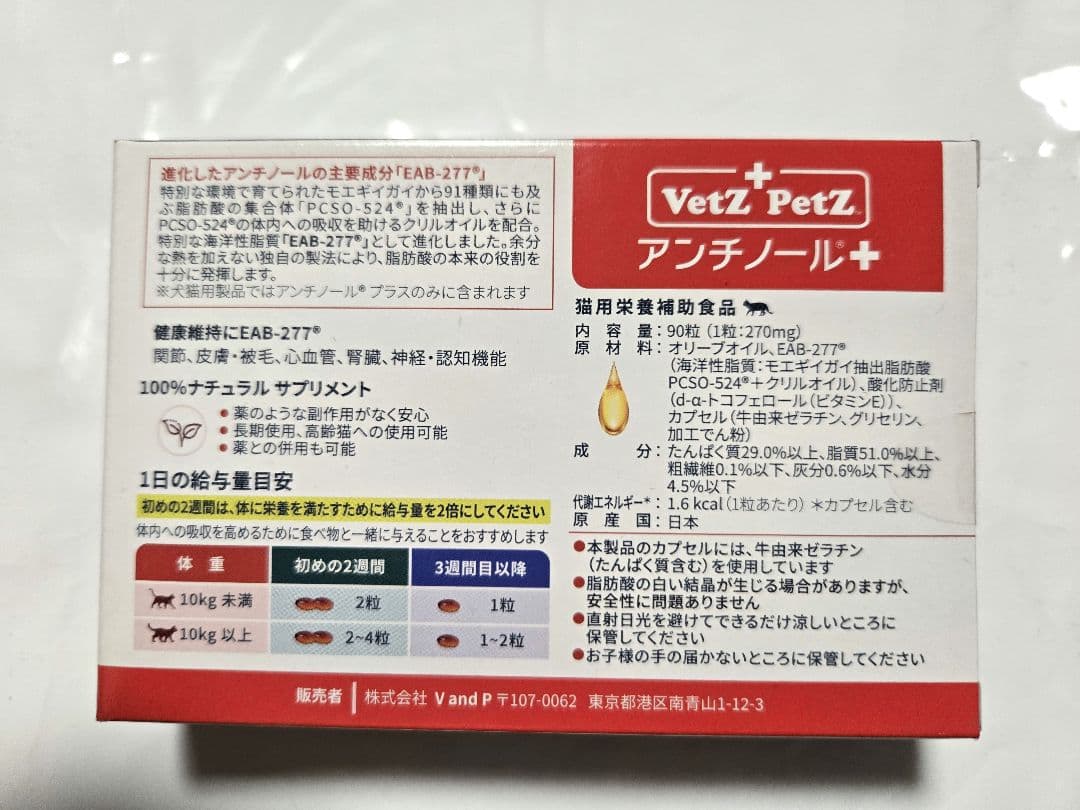 進化したアンチノールの主要成分「EAB-277®」
特別な環境で育てられたモエギイガイから91種類にも及
ぶ脂肪酸の集合体「PCSO-524®」を抽出し、さらに
PCSO-524®の体内への吸収を助けるクリルオイルを配合。
特別な海洋性脂質「EAB-277®」として進化しました。余分
な熱を加えない独自の製法により、脂肪酸の本来の役割を
十分に発揮します。
※犬猫用製品ではアンチノール® プラスのみに含まれます
健康維持にEAB-277®
関節、皮膚・被毛、心血管、腎臓、神経・認知機能
100%ナチュラル サプリメント
●薬のような副作用がなく安心
●長期使用、高齢猫への使用可能
●薬との併用も可能
1日の給与量目安
初めの2週間は、体に栄養を満たすために給与量を2倍にしてください
体内への吸収を高めるために食べ物と一緒に与えることをおすすめします
体重 初めの2週間 3週間目以降
10kg 未満 2粒 1粒
10kg 以上 2~4粒 1~2粒
VetZ PetZ
アンチノール®+
猫用栄養補助食品
内容量：90粒（1粒：270mg）
原材料：オリーブオイル、EAB-277®
（海洋性脂質：モエギイガイ抽出脂肪酸
PCSO-524®+クリルオイル）、酸化防止剤
（d-α-トコフェロール（ビタミンE））、
カプセル（牛由来ゼラチン、グリセリン、
加工でん粉）
成分：たんぱく質29.0%以上、脂質51.0%以上、
粗繊維0.1%以下、灰分0.6%以下、水分
4.5%以下
代謝エネルギー*：1.6 kcal（1粒あたり）＊カプセル含む
原産国：日本
●本製品のカプセルには、牛由来ゼラチン
（たんぱく質含む）を使用しています
●脂肪酸の白い結晶が生じる場合がありますが、
安全性に問題ありません
●直射日光を避けてできるだけ涼しいところに
保管してください
●お子様の手の届かないところに保管してください
販売者 株式会社 V and P 〒107-0062 東京都港区南青山1-12-3